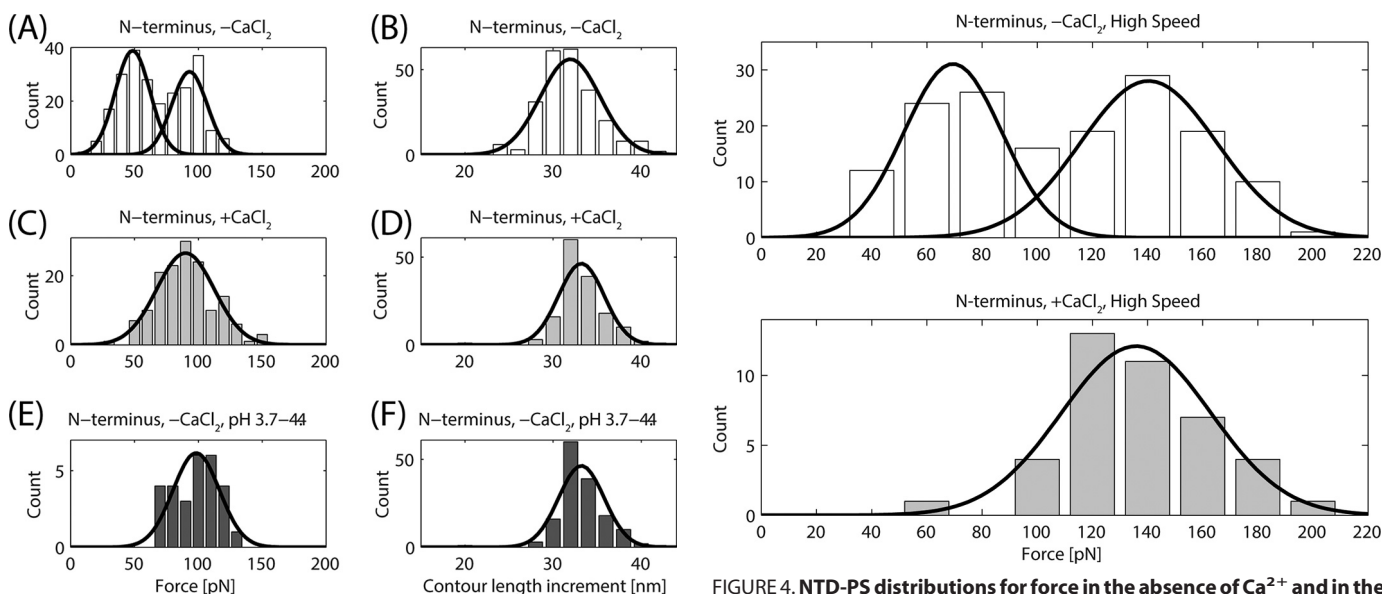 (A)
N−terminus, −CaCl₂
40
20
0
Count
0 50 100 150 200
(B)
N−terminus, −CaCl₂
50
0
Count
20 30 40
(C)
N−terminus, +CaCl₂
20
0
Count
0 50 100 150 200
(D)
N−terminus, +CaCl₂
50
0
Count
20 30 40
(E)
N−terminus, −CaCl₂, pH 3.7−44
5
0
Count
0 50 100 150 200
Force [pN]
(F)
N−terminus, −CaCl₂, pH 3.7−44
50
0
Count
20 30 40
Contour length increment [nm]
N-terminus, −CaCl₂, High Speed
30
20
10
0
Count
0 20 40 60 80 100 120 140 160 180 200 220
N-terminus, +CaCl₂, High Speed
10
5
0
Count
0 20 40 60 80 100 120 140 160 180 200 220
Force [pN]
FIGURE 4. NTD-PS distributions for force in the absence of Ca²⁺ and in the